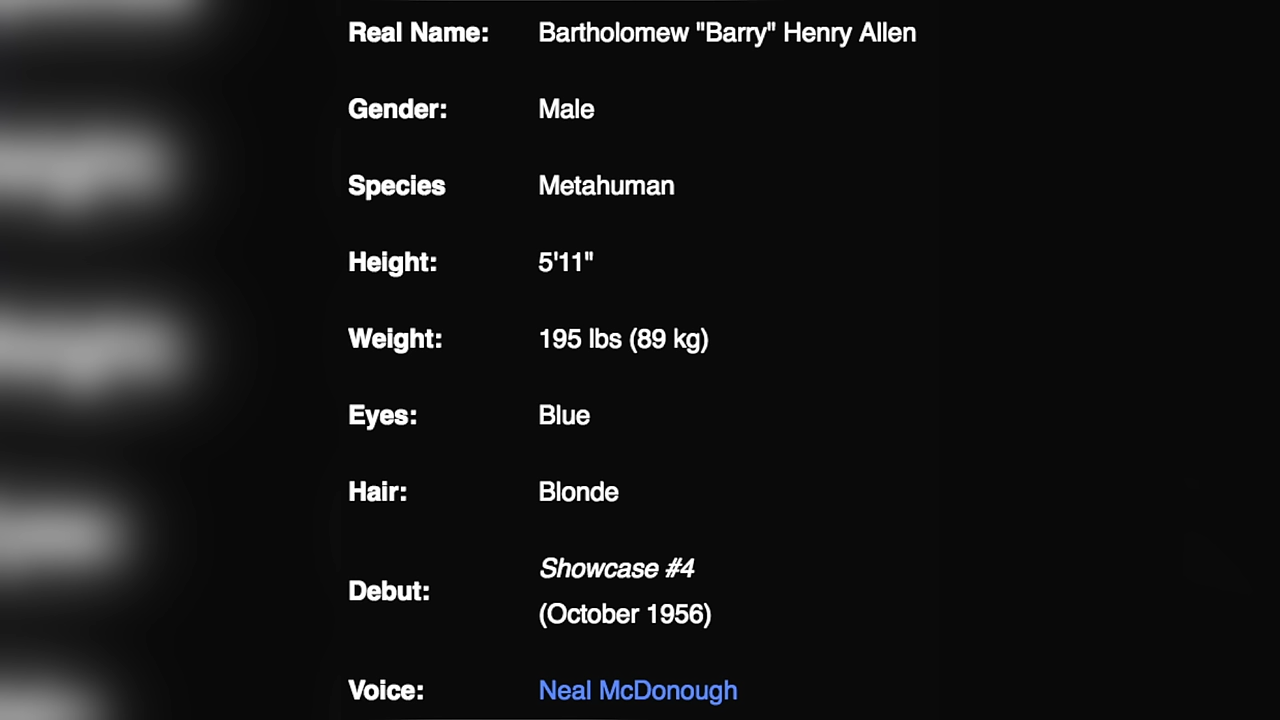 Real Name: Bartholomew "Barry" Henry Allen
Gender: Male
Species Metahuman
Height: 5'11"
Weight: 195 lbs (89 kg)
Eyes: Blue
Hair: Blonde
Debut: Showcase #4
(October 1956)
Voice: Neal McDonough